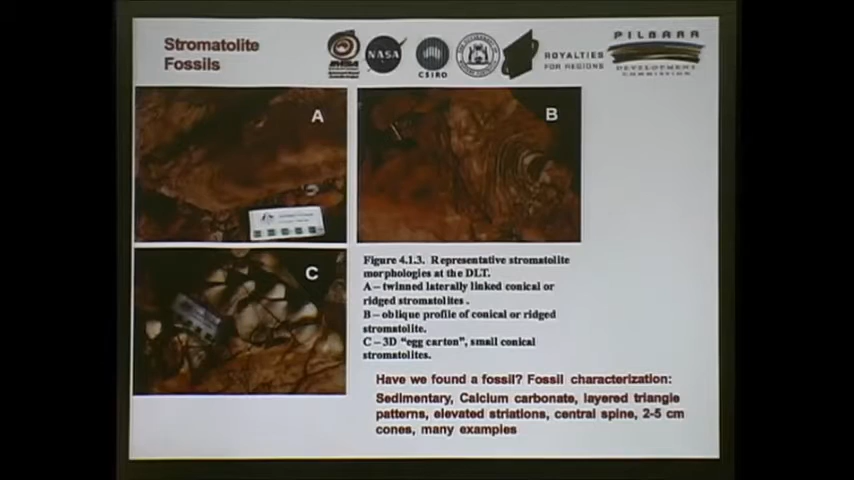 Stromatolite
Fossils
NASA
CSIRO
ROYALTIES
FOR REGIONS
PILBARA
DEVELOPMENT
COMMISSION
A
B
C
Figure 4.1.3. Representative stromatolite
morphologies at the DLT.
A – twinned laterally linked conical or
ridged stromatolites .
B – oblique profile of conical or ridged
stromatolite.
C – 3D “egg carton”, small conical
stromatolites.
Have we found a fossil? Fossil characterization:
Sedimentary, Calcium carbonate, layered triangle
patterns, elevated striations, central spine, 2-5 cm
cones, many examples